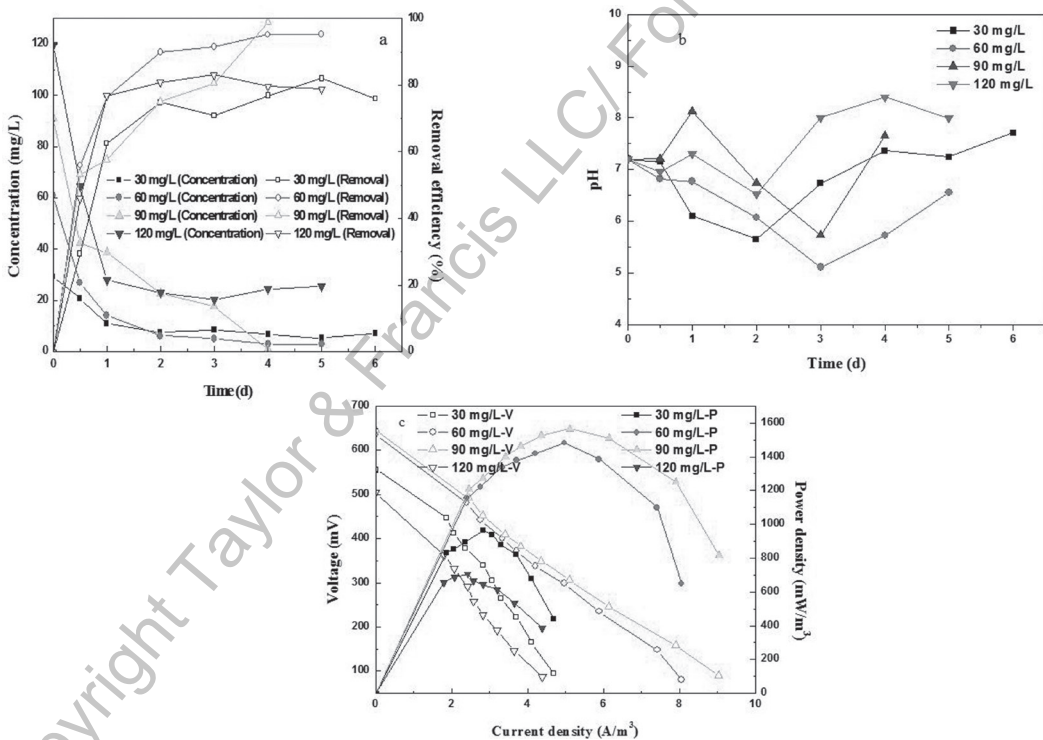 a
Concentration (mg/L)
120
100
80
60
40
20
0
100
80
60
40
20
0
Removal efficiency (%)
30 mg/L (Concentration) 30 mg/L (Removal)
60 mg/L (Concentration) 60 mg/L (Removal)
90 mg/L (Concentration) 90 mg/L (Removal)
120 mg/L (Concentration) 120 mg/L (Removal)
0 1 2 3 4 5 6
Time(d)
b
pH
10
9
8
7
6
5
4
30 mg/L
60 mg/L
90 mg/L
120 mg/L
0 1 2 3 4 5 6
Time (d)
c
Voltage (mV)
700
600
500
400
300
200
100
1600
1400
1200
1000
800
600
400
200
0
Power density (mW/m³)
30 mg/L-V 30 mg/L-P
60 mg/L-V 60 mg/L-P
90 mg/L-V 90 mg/L-P
120 mg/L-V 120 mg/L-P
0 2 4 6 8 10
Current density (A/m³)
Taylor & Francis LLC/ For